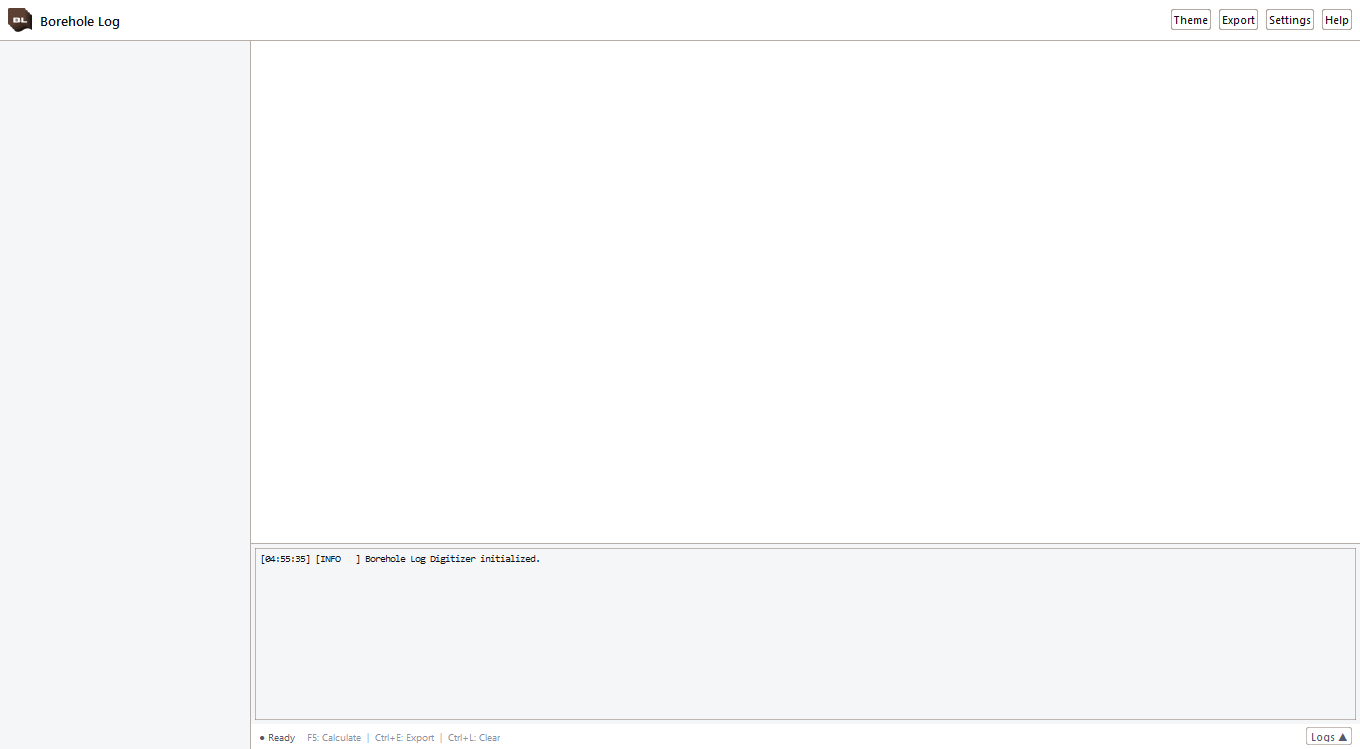 BL Borehole Log
Theme Export Settings Help
[04:55:35] [INFO   ] Borehole Log Digitizer initialized.
● Ready F5: Calculate | Ctrl+E: Export | Ctrl+L: Clear
Logs ▲